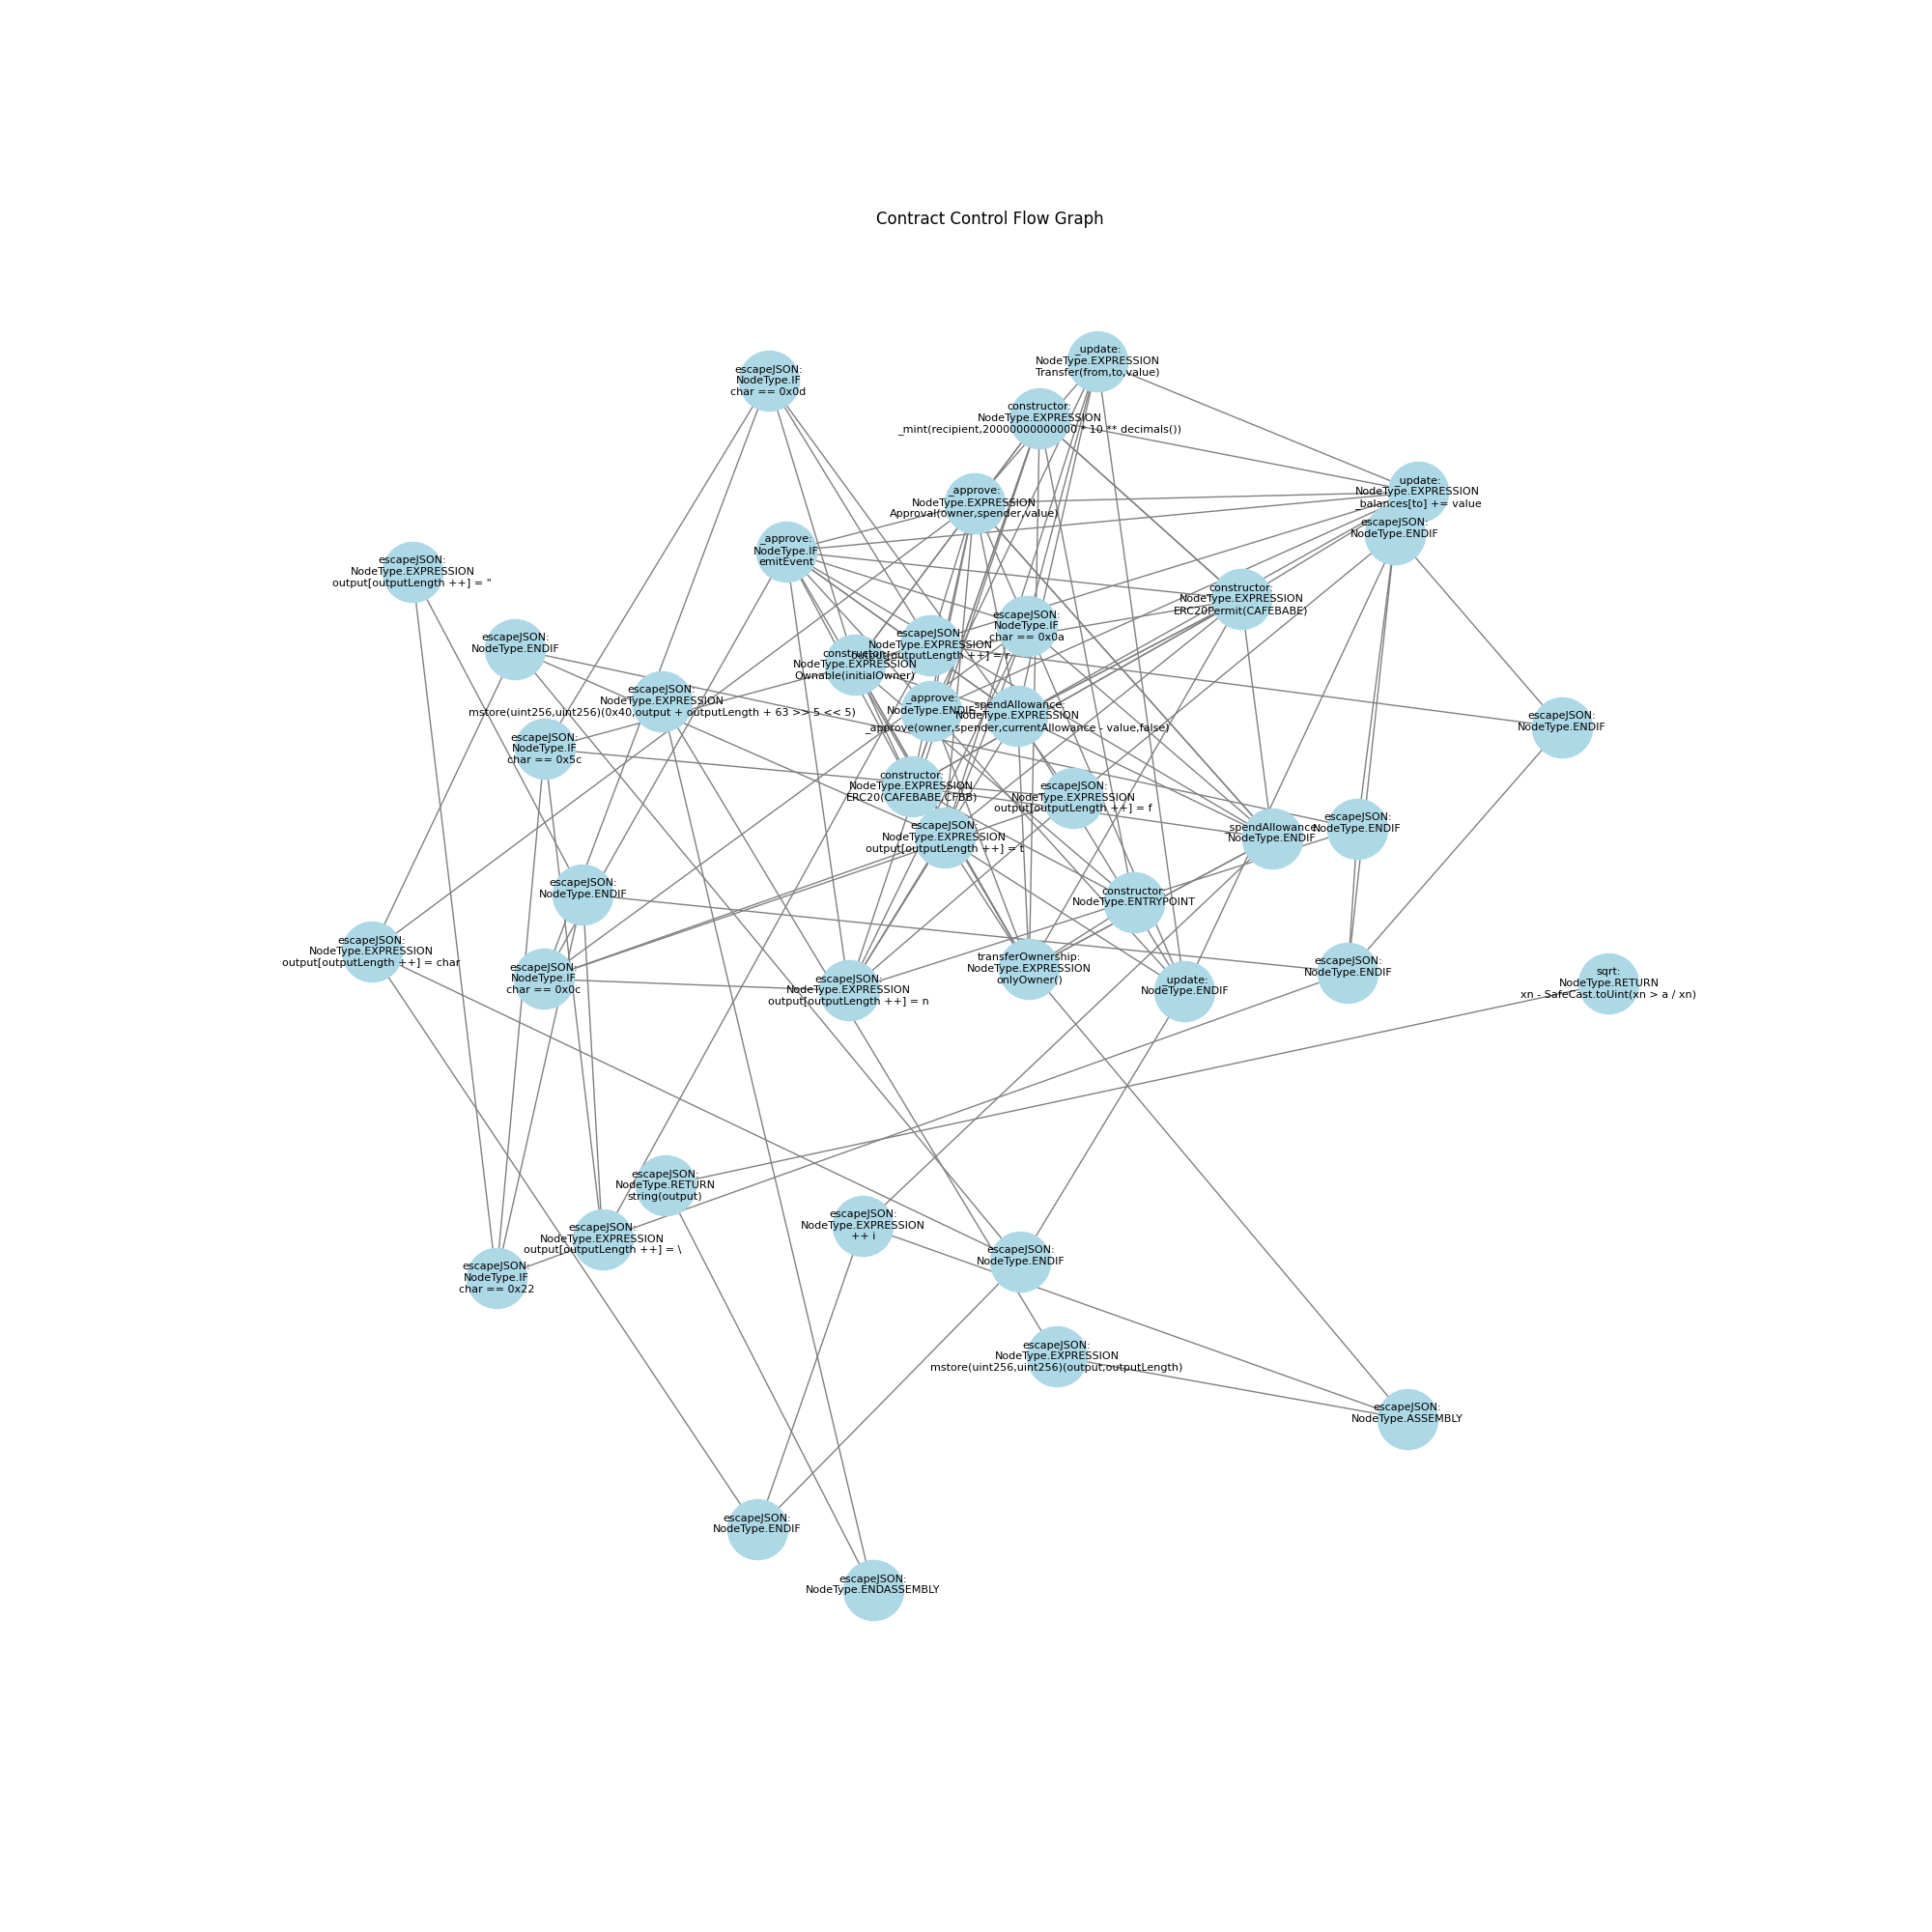 Contract Control Flow Graph
_update:
NodeType.EXPRESSION
Transfer(from,to,value)
escapeJSON:
NodeType.IF
char == 0x0d
constructor:
NodeType.EXPRESSION
_mint(recipient,20000000000000 * 10 ** decimals())
_approve:
NodeType.EXPRESSION
Approval(owner,spender,value)
_update:
NodeType.EXPRESSION
_balances[to] += value
escapeJSON:
NodeType.ENDIF
_approve:
NodeType.IF
emitEvent
escapeJSON:
NodeType.EXPRESSION
output[outputLength ++] = "
constructor:
NodeType.EXPRESSION
ERC20Permit(CAFEBABE)
escapeJSON:
NodeType.IF
char == 0x0a
escapeJSON:
NodeType.ENDIF
escapeJSON:
NodeType.EXPRESSION
output[outputLength ++] = r
constructor:
NodeType.EXPRESSION
Ownable(initialOwner)
escapeJSON:
NodeType.EXPRESSION
mstore(uint256,uint256)(0x40,output + outputLength + 63 >> 5 << 5)
_approve:
NodeType.ENDIF
_spendAllowance:
NodeType.EXPRESSION
_approve(owner,spender,currentAllowance - value,false)
escapeJSON:
NodeType.ENDIF
escapeJSON:
NodeType.IF
char == 0x5c
constructor:
NodeType.EXPRESSION
ERC20(CAFEBABE,CFBB)
escapeJSON:
NodeType.EXPRESSION
output[outputLength ++] = f
escapeJSON:
NodeType.EXPRESSION
output[outputLength ++] = t
_spendAllowance:
NodeType.ENDIF
escapeJSON:
NodeType.ENDIF
escapeJSON:
NodeType.ENDIF
constructor:
NodeType.ENTRYPOINT
escapeJSON:
NodeType.EXPRESSION
output[outputLength ++] = char
escapeJSON:
NodeType.IF
char == 0x0c
escapeJSON:
NodeType.EXPRESSION
output[outputLength ++] = n
transferOwnership:
NodeType.EXPRESSION
onlyOwner()
_update:
NodeType.ENDIF
escapeJSON:
NodeType.ENDIF
sqrt:
NodeType.RETURN
xn - SafeCast.toUint(xn > a / xn)
escapeJSON:
NodeType.RETURN
string(output)
escapeJSON:
NodeType.EXPRESSION
++ i
escapeJSON:
NodeType.EXPRESSION
output[outputLength ++] = \
escapeJSON:
NodeType.IF
char == 0x22
escapeJSON:
NodeType.ENDIF
escapeJSON:
NodeType.EXPRESSION
mstore(uint256,uint256)(output,outputLength)
escapeJSON:
NodeType.ASSEMBLY
escapeJSON:
NodeType.ENDIF
escapeJSON:
NodeType.ENDASSEMBLY